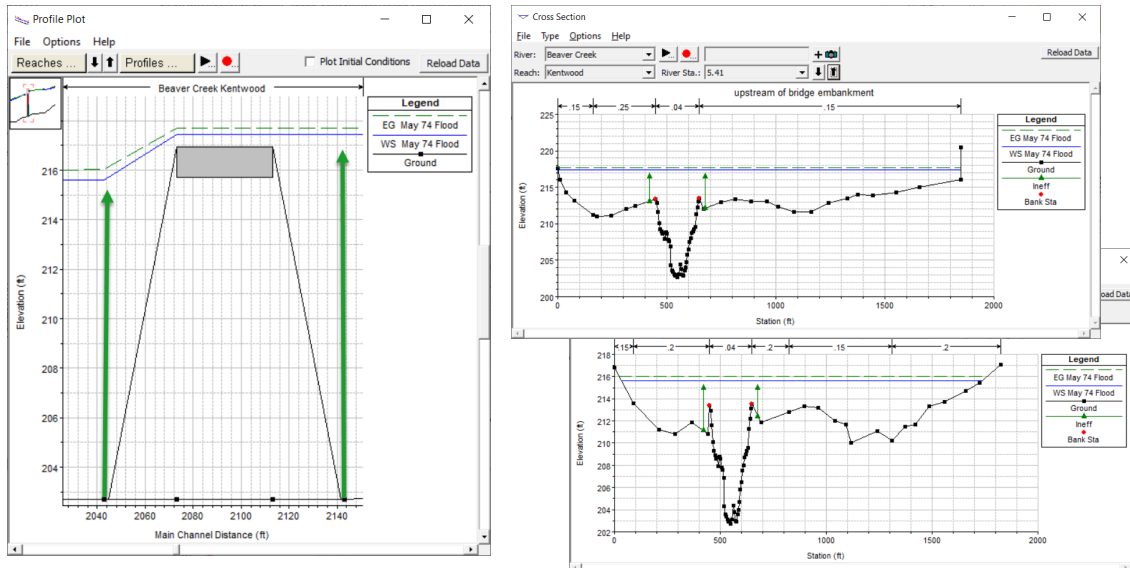 Profile Plot
File Options Help
Reaches ... Profiles ... Plot Initial Conditions Reload Data
Beaver Creek Kentwood
Legend
EG May 74 Flood
WS May 74 Flood
Ground
216
214
212
210
208
206
204
Elevation (ft)
2040 2060 2080 2100 2120 2140
Main Channel Distance (ft)
Cross Section
File Type Options Help
River: Beaver Creek Reload Data
Reach: Kentwood River Sta.: 5.41
upstream of bridge embankment
.15 .25 .04 .15
Legend
EG May 74 Flood
WS May 74 Flood
Ground
Ineff
Bank Sta
225
220
215
210
205
200
Elevation (ft)
0 500 1000 1500 2000
Station (ft)
oad Data
.15 .2 .04 .2 .15 .2
Legend
EG May 74 Flood
WS May 74 Flood
Ground
Ineff
Bank Sta
218
216
214
212
210
208
206
204
202
Elevation (ft)
0 500 1000 1500 2000
Station (ft)